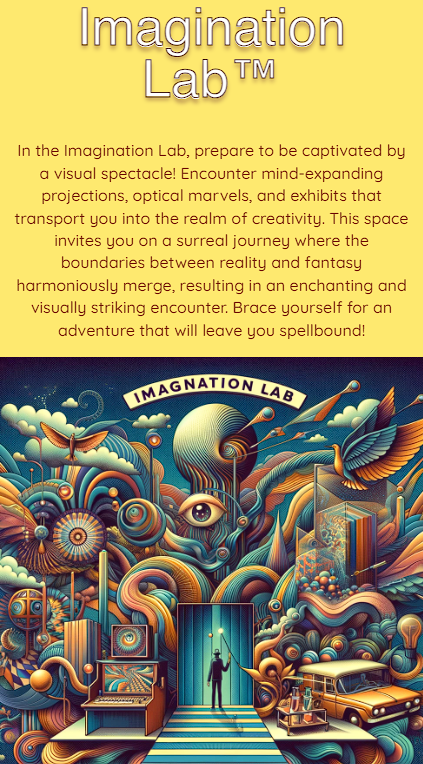 Imagination
Lab™
In the Imagination Lab, prepare to be captivated by
a visual spectacle! Encounter mind-expanding
projections, optical marvels, and exhibits that
transport you into the realm of creativity. This space
invites you on a surreal journey where the
boundaries between reality and fantasy
harmoniously merge, resulting in an enchanting and
visually striking encounter. Brace yourself for an
adventure that will leave you spellbound!
IMAGNATION LAB